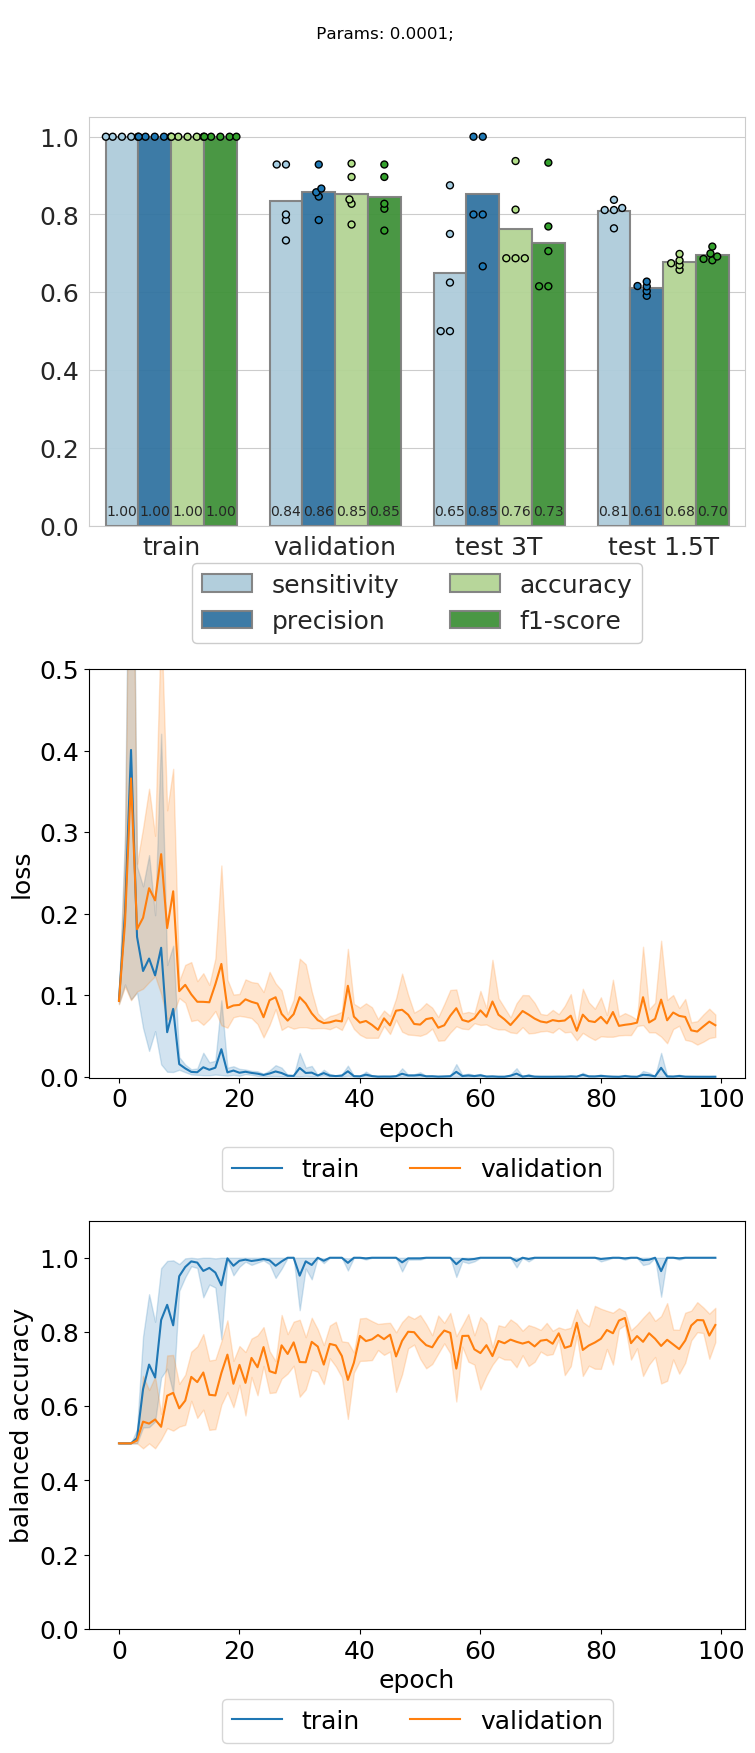 Params: 0.0001;
1.0
0.8
0.6
0.4
0.2
0.0
1.00 1.00 1.00 1.00 0.84 0.86 0.85 0.85 0.65 0.85 0.76 0.73 0.81 0.61 0.68 0.70
train validation test 3T test 1.5T
sensitivity accuracy
precision f1-score
0.5
0.4
0.3
0.2
0.1
0.0
loss
0 20 40 60 80 100
epoch
train validation
1.0
0.8
0.6
0.4
0.2
0.0
balanced accuracy
0 20 40 60 80 100
epoch
train validation